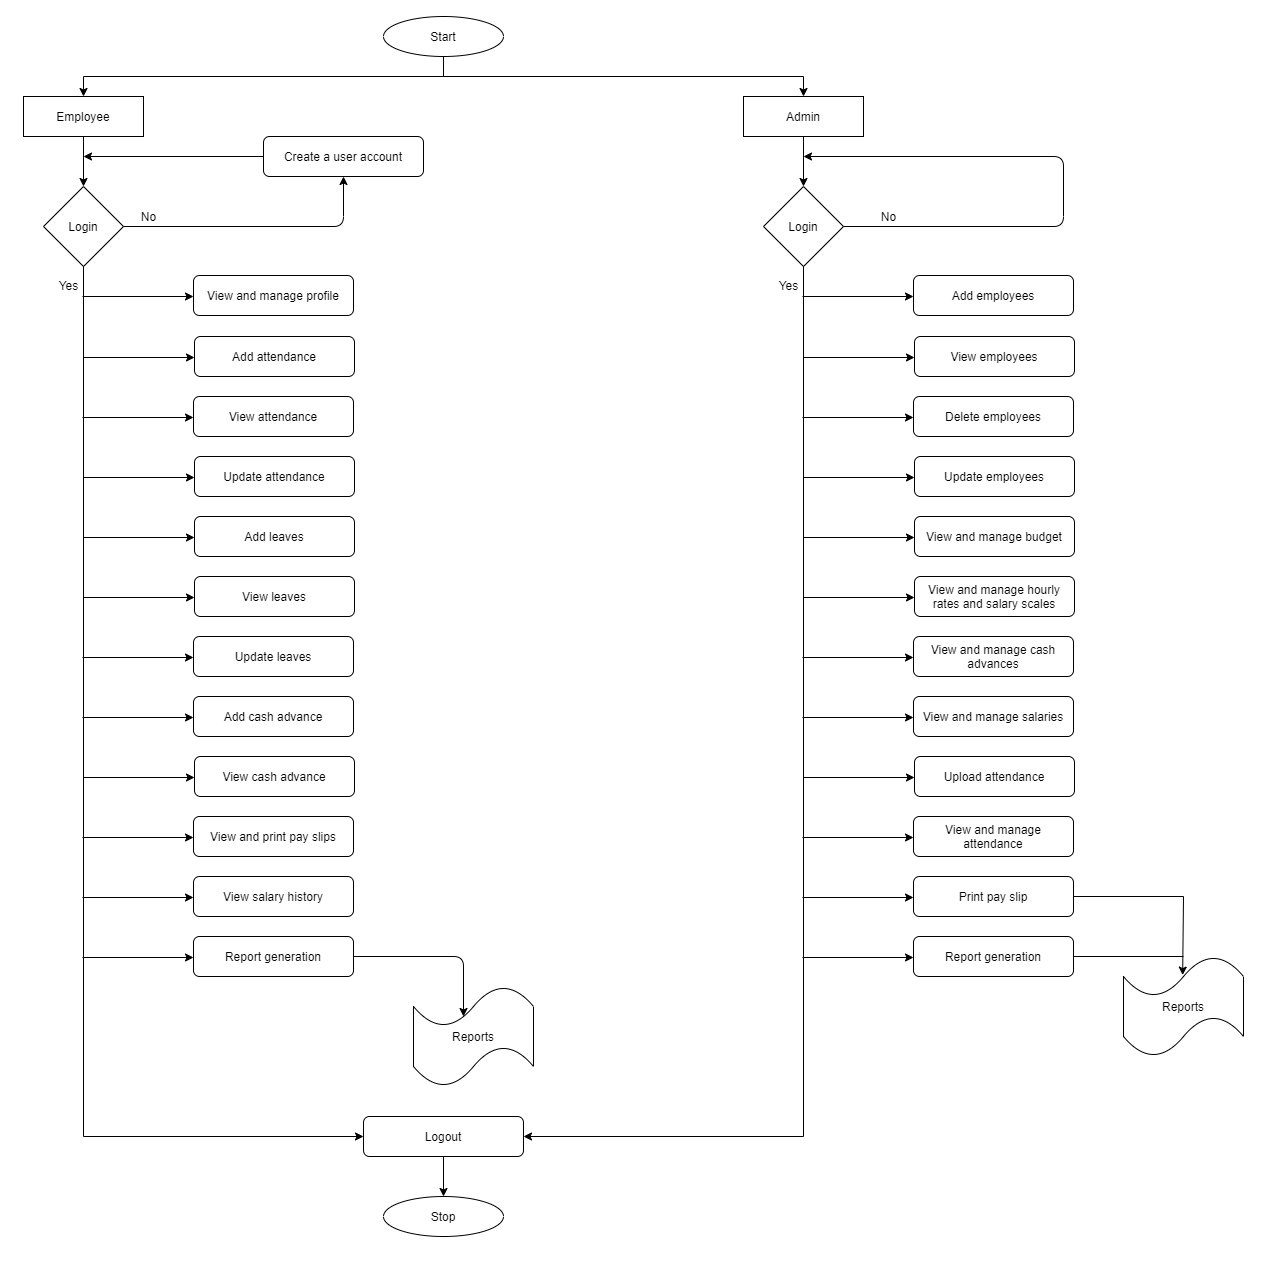 Start
Employee
Admin
Create a user account
Login
No
Login
No
Yes
View and manage profile
Yes
Add employees
Add attendance
View employees
View attendance
Delete employees
Update attendance
Update employees
Add leaves
View and manage budget
View leaves
View and manage hourly
rates and salary scales
Update leaves
View and manage cash
advances
Add cash advance
View and manage salaries
View cash advance
Upload attendance
View and print pay slips
View and manage
attendance
View salary history
Print pay slip
Report generation
Report generation
Reports
Reports
Logout
Stop